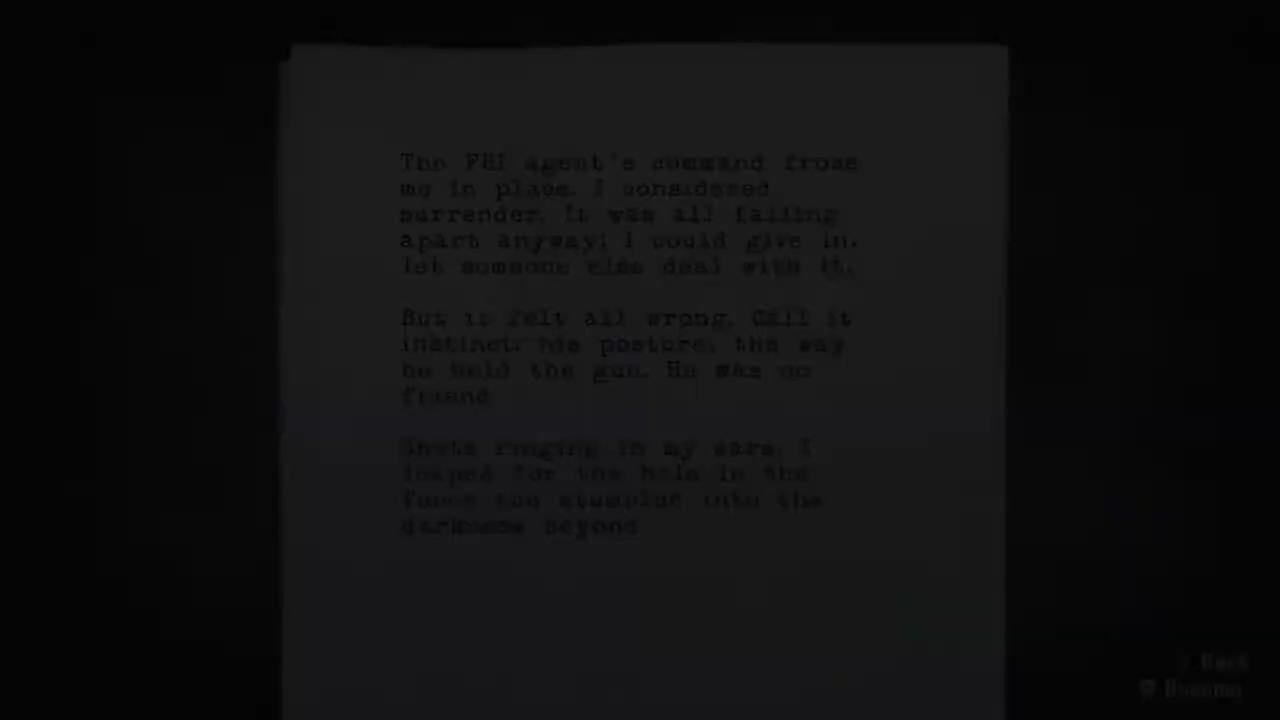 The FBI agent's command froze
me in place. I considered
surrender. It was all falling
apart anyway; I could give in,
let someone else deal with it.
But it felt all wrong. Call it
instinct: his posture, the way
he held the gun. He was no
friend.
Shots ringing in my ears, I
leaped for the hole in the
fence and stumbled into the
darkness beyond.
Back